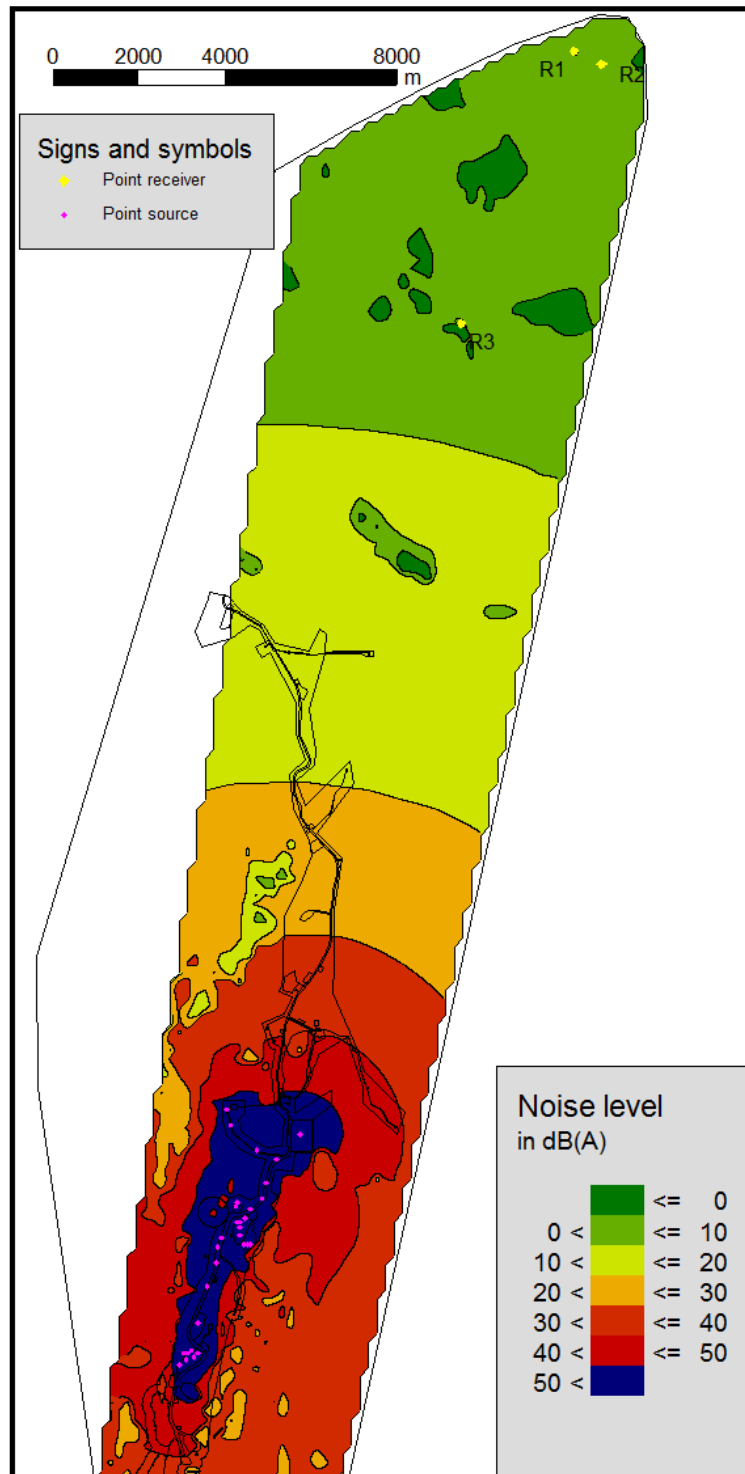 0 2000 4000 8000
m
R1
R2
Signs and symbols
Point receiver
Point source
R3
Noise level
in dB(A)
<= 0
0 < <= 10
10 < <= 20
20 < <= 30
30 < <= 40
40 < <= 50
50 <